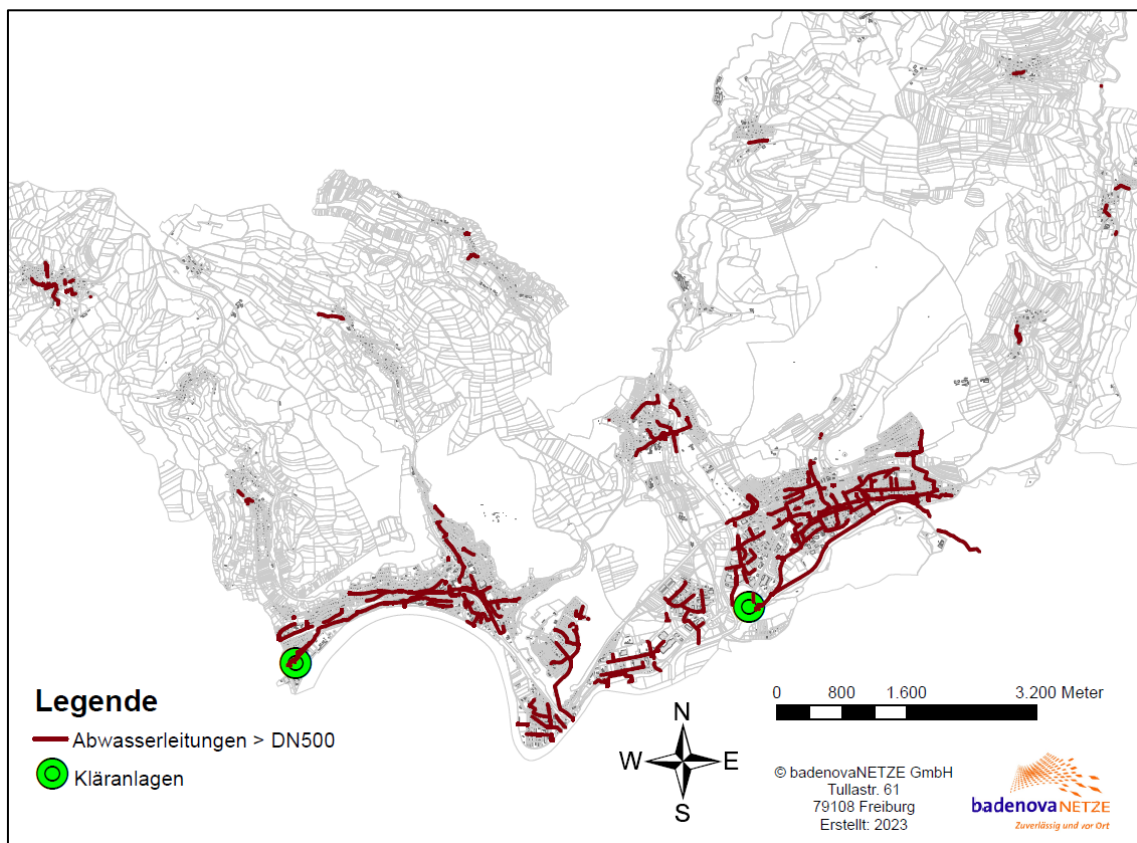 Legende
Abwasserleitungen > DN500
Kläranlagen
N
W E
S
0 800 1.600 3.200 Meter
© badenovaNETZE GmbH
Tullastr. 61
79108 Freiburg
Erstellt: 2023
badenovaNETZE
Zuverlässig und vor Ort